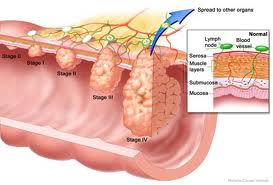 Spread to other organs
Normal
Lymph
node
Blood
vessel
Serosa
Muscle
layers
Submucosa
Mucosa
Stage 0
Stage I
Stage II
Stage III
Stage IV